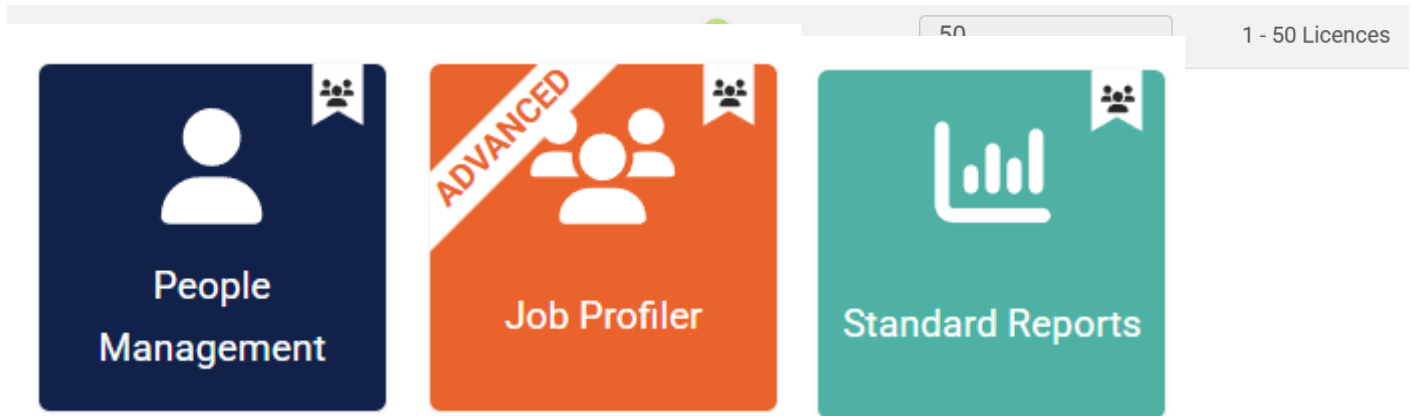 50
1 - 50 Licences
ADVANCED
People
Management
Job Profiler
Standard Reports